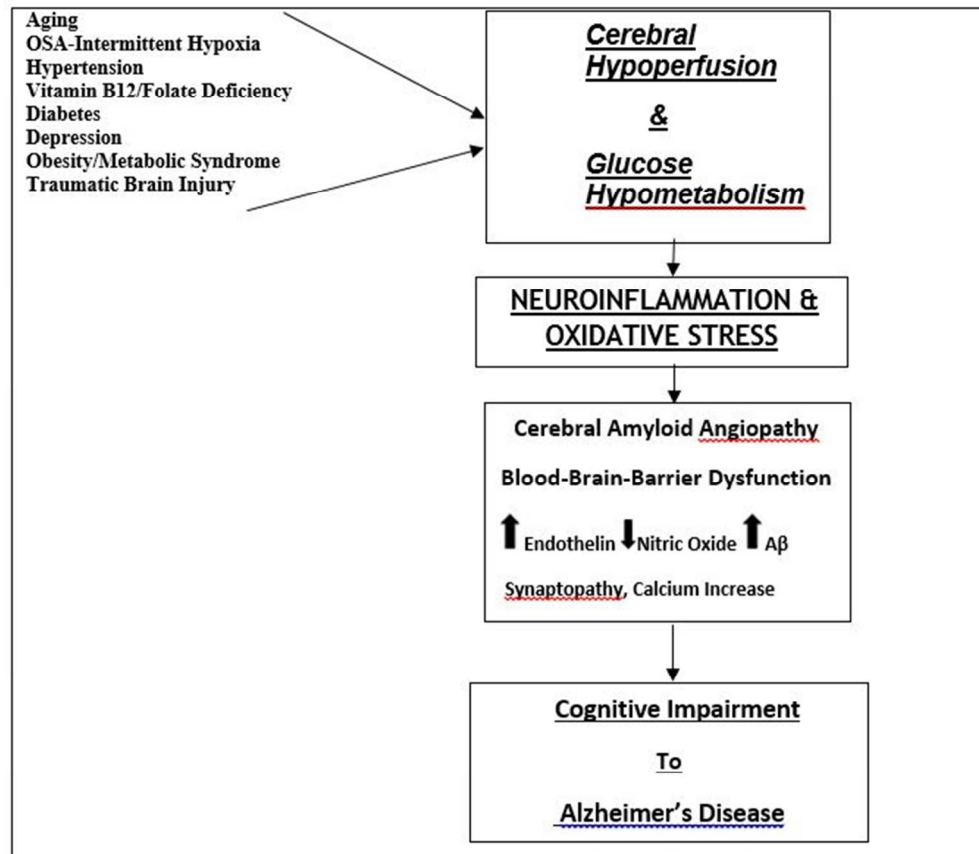 Aging
OSA-Intermittent Hypoxia
Hypertension
Vitamin B12/Folate Deficiency
Diabetes
Depression
Obesity/Metabolic Syndrome
Traumatic Brain Injury
Cerebral
Hypoperfusion
&
Glucose
Hypometabolism
NEUROINFLAMMATION &
OXIDATIVE STRESS
Cerebral Amyloid Angiopathy
Blood-Brain-Barrier Dysfunction
Endothelin Nitric Oxide Aβ
Synaptopathy, Calcium Increase
Cognitive Impairment
To
Alzheimer’s Disease